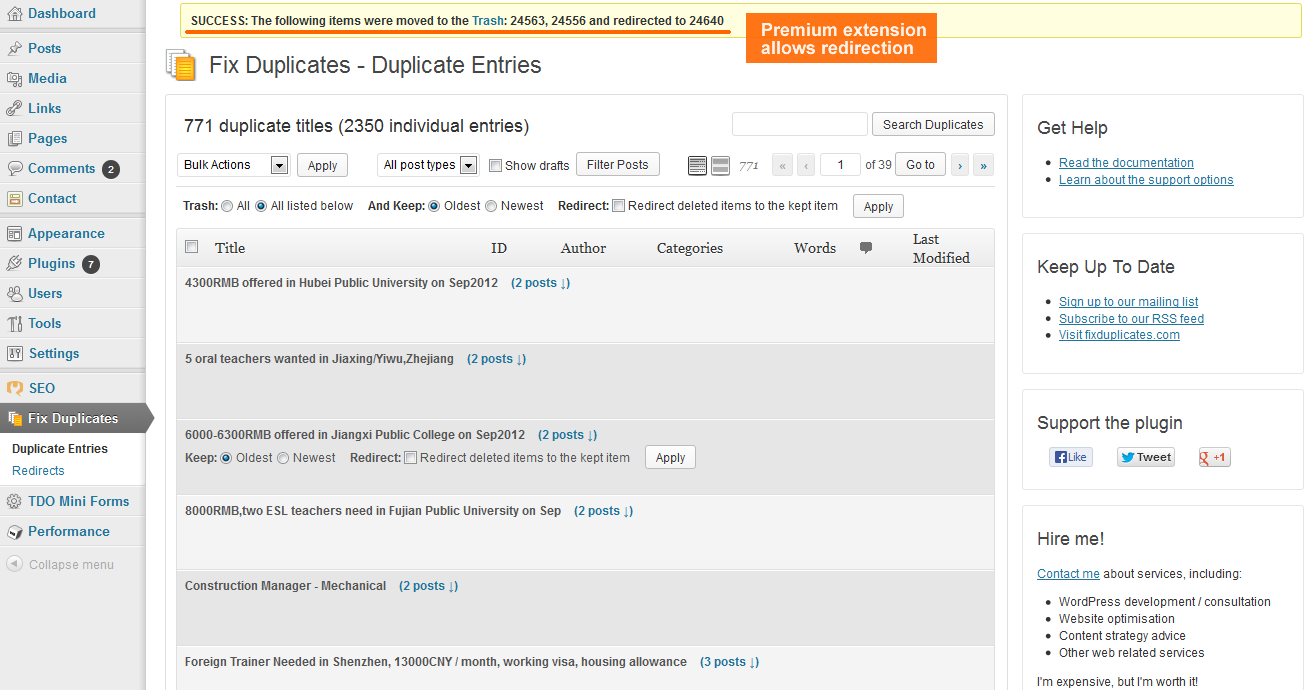 Dashboard
Posts
Media
Links
Pages
Comments 2
Contact
Appearance
Plugins 7
Users
Tools
Settings
SEO
Fix Duplicates
Duplicate Entries
Redirects
TDO Mini Forms
Performance
Collapse menu
SUCCESS: The following items were moved to the Trash: 24563, 24556 and redirected to 24640
Premium extension
allows redirection
Fix Duplicates - Duplicate Entries
771 duplicate titles (2350 individual entries)
Search Duplicates
Bulk Actions Apply All post types Show drafts Filter Posts 771 « ‹ 1 of 39 Go to › »
Trash: All All listed below And Keep: Oldest Newest Redirect: Redirect deleted items to the kept item Apply
Title ID Author Categories Words Last
Modified
4300RMB offered in Hubei Public University on Sep2012 (2 posts ↓)
5 oral teachers wanted in Jiaxing/Yiwu,Zhejiang (2 posts ↓)
6000-6300RMB offered in Jiangxi Public College on Sep2012 (2 posts ↓)
Keep: Oldest Newest Redirect: Redirect deleted items to the kept item Apply
8000RMB,two ESL teachers need in Fujian Public University on Sep (2 posts ↓)
Construction Manager - Mechanical (2 posts ↓)
Foreign Trainer Needed in Shenzhen, 13000CNY / month, working visa, housing allowance (3 posts ↓)
Get Help
Read the documentation
Learn about the support options
Keep Up To Date
Sign up to our mailing list
Subscribe to our RSS feed
Visit fixduplicates.com
Support the plugin
Like Tweet +1
Hire me!
Contact me about services, including:
WordPress development / consultation
Website optimisation
Content strategy advice
Other web related services
I'm expensive, but I'm worth it!